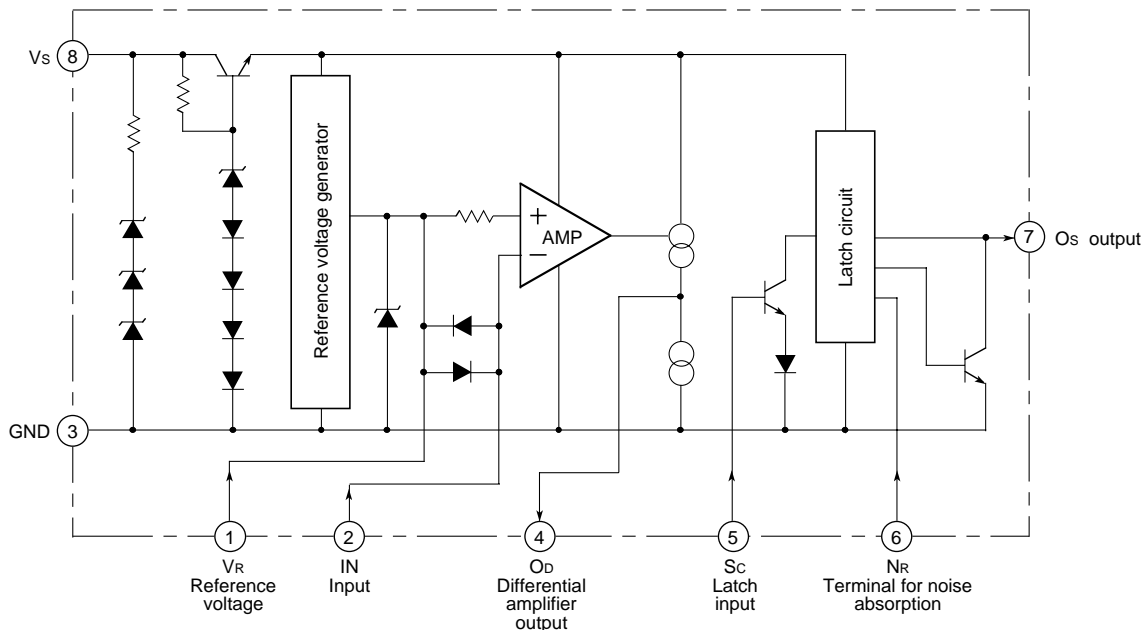 Vs 8
Reference voltage generator
+
AMP
−
Latch circuit
7 Os output
GND 3
1
VR
Reference
voltage
2
IN
Input
4
OD
Differential
amplifier
output
5
SC
Latch
input
6
NR
Terminal for noise
absorption